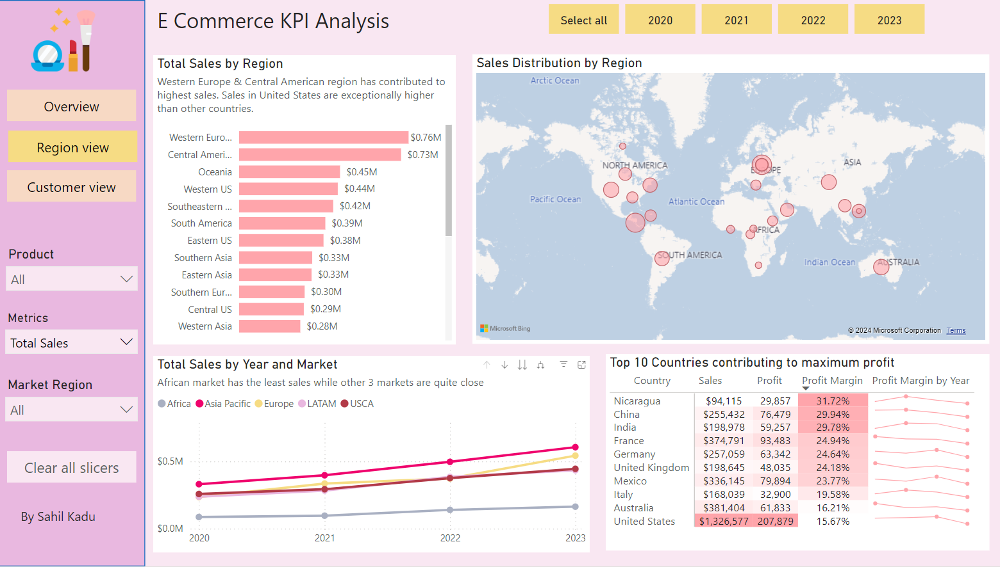 E Commerce KPI Analysis
Select all
2020
2021
2022
2023
Overview
Region view
Customer view
Product
All
Metrics
Total Sales
Market Region
All
Clear all slicers
By Sahil Kadu
Total Sales by Region
Western Europe & Central American region has contributed to
highest sales. Sales in United States are exceptionally higher
than other countries.
Western Euro... $0.76M
Central Ameri... $0.73M
Oceania $0.45M
Western US $0.44M
Southeastern ... $0.42M
South America $0.39M
Eastern US $0.38M
Southern Asia $0.33M
Eastern Asia $0.33M
Southern Eur... $0.30M
Central US $0.29M
Western Asia $0.28M
Sales Distribution by Region
Arctic Ocean
NORTH AMERICA
EUROPE
ASIA
Pacific Ocean
Atlantic Ocean
AFRICA
SOUTH AMERICA
Indian Ocean
AUSTRALIA
Microsoft Bing
© 2024 Microsoft Corporation Terms
Total Sales by Year and Market
African market has the least sales while other 3 markets are quite close
Africa Asia Pacific Europe LATAM USCA
$0.5M
$0.0M
2020 2021 2022 2023
Top 10 Countries contributing to maximum profit
Country Sales Profit Profit Margin Profit Margin by Year
Nicaragua $94,115 29,857 31.72%
China $255,432 76,479 29.94%
India $198,978 59,257 29.78%
France $374,791 93,483 24.94%
Germany $257,059 63,342 24.64%
United Kingdom $198,645 48,035 24.18%
Mexico $336,145 79,894 23.77%
Italy $168,039 32,900 19.58%
Australia $381,404 61,833 16.21%
United States $1,326,577 207,879 15.67%